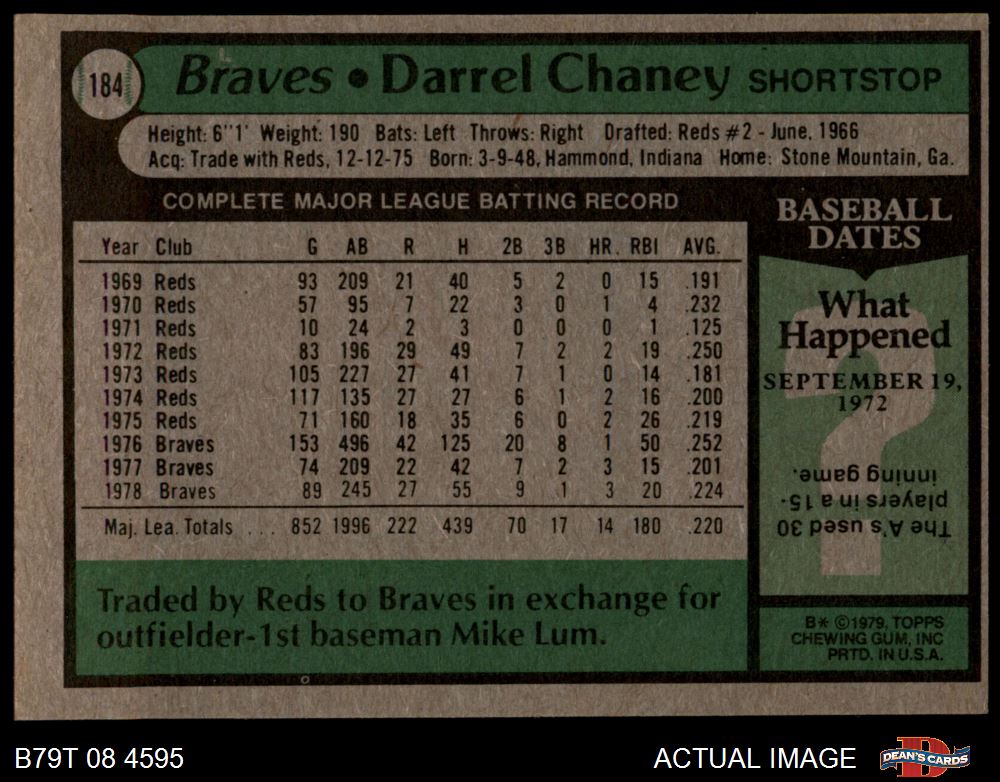 184 Braves • Darrel Chaney SHORTSTOP
Height: 6"1' Weight: 190 Bats: Left Throws: Right Drafted: Reds #2 - June, 1966
Acq: Trade with Reds, 12-12-75 Born: 3-9-48, Hammond, Indiana Home: Stone Mountain, Ga.
COMPLETE MAJOR LEAGUE BATTING RECORD
Year Club G AB R H 2B 3B HR. RBI AVG.
1969 Reds 93 209 21 40 5 2 0 15 .191
1970 Reds 57 95 7 22 3 0 1 4 .232
1971 Reds 10 24 2 3 0 0 0 1 .125
1972 Reds 83 196 29 49 7 2 2 19 .250
1973 Reds 105 227 27 41 7 1 0 14 .181
1974 Reds 117 135 27 27 6 1 2 16 .200
1975 Reds 71 160 18 35 6 0 2 26 .219
1976 Braves 153 496 42 125 20 8 1 50 .252
1977 Braves 74 209 22 42 7 2 3 15 .201
1978 Braves 89 245 27 55 9 1 3 20 .224
Maj. Lea. Totals ... 852 1996 222 439 70 17 14 180 .220
Traded by Reds to Braves in exchange for
outfielder-1st baseman Mike Lum.
BASEBALL
DATES
What
Happened
SEPTEMBER 19,
1972
The A's used 30
players in a 15-
inning game.
B* ©1979, TOPPS
CHEWING GUM, INC
PRTD. IN U.S.A.
B79T 08 4595
ACTUAL IMAGE
DEAN'S CARDS